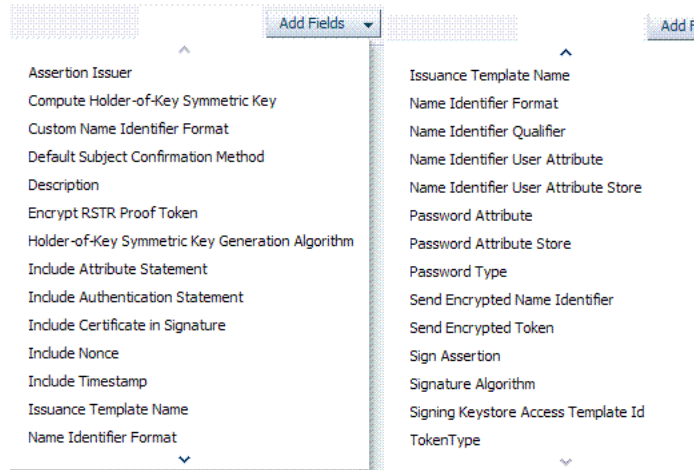 Add Fields
Assertion Issuer
Compute Holder-of-Key Symmetric Key
Custom Name Identifier Format
Default Subject Confirmation Method
Description
Encrypt RSTR Proof Token
Holder-of-Key Symmetric Key Generation Algorithm
Include Attribute Statement
Include Authentication Statement
Include Certificate in Signature
Include Nonce
Include Timestamp
Issuance Template Name
Name Identifier Format
Add F
Issuance Template Name
Name Identifier Format
Name Identifier Qualifier
Name Identifier User Attribute
Name Identifier User Attribute Store
Password Attribute
Password Attribute Store
Password Type
Send Encrypted Name Identifier
Send Encrypted Token
Sign Assertion
Signature Algorithm
Signing Keystore Access Template Id
TokenType